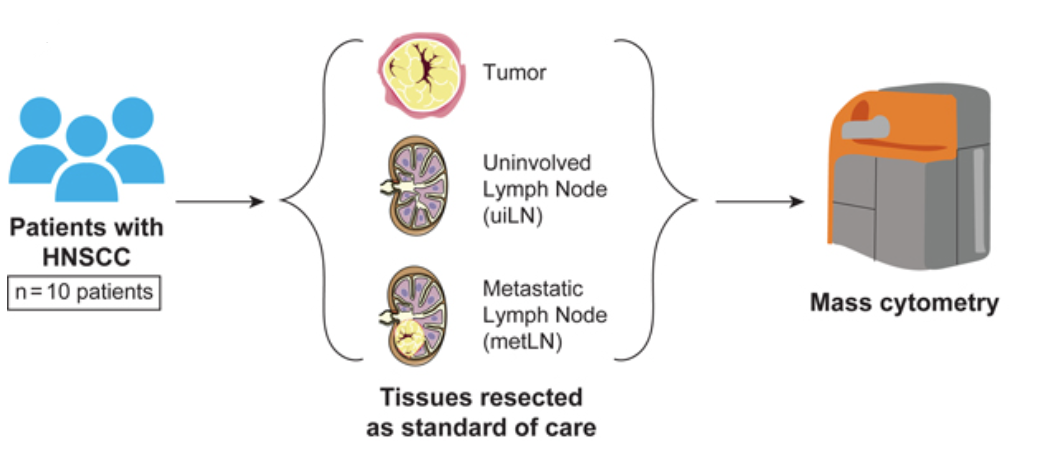 Tumor
Uninvolved
Lymph Node
(uiLN)
Patients with
HNSCC
n = 10 patients
Metastatic
Lymph Node
(metLN)
Mass cytometry
Tissues resected
as standard of care